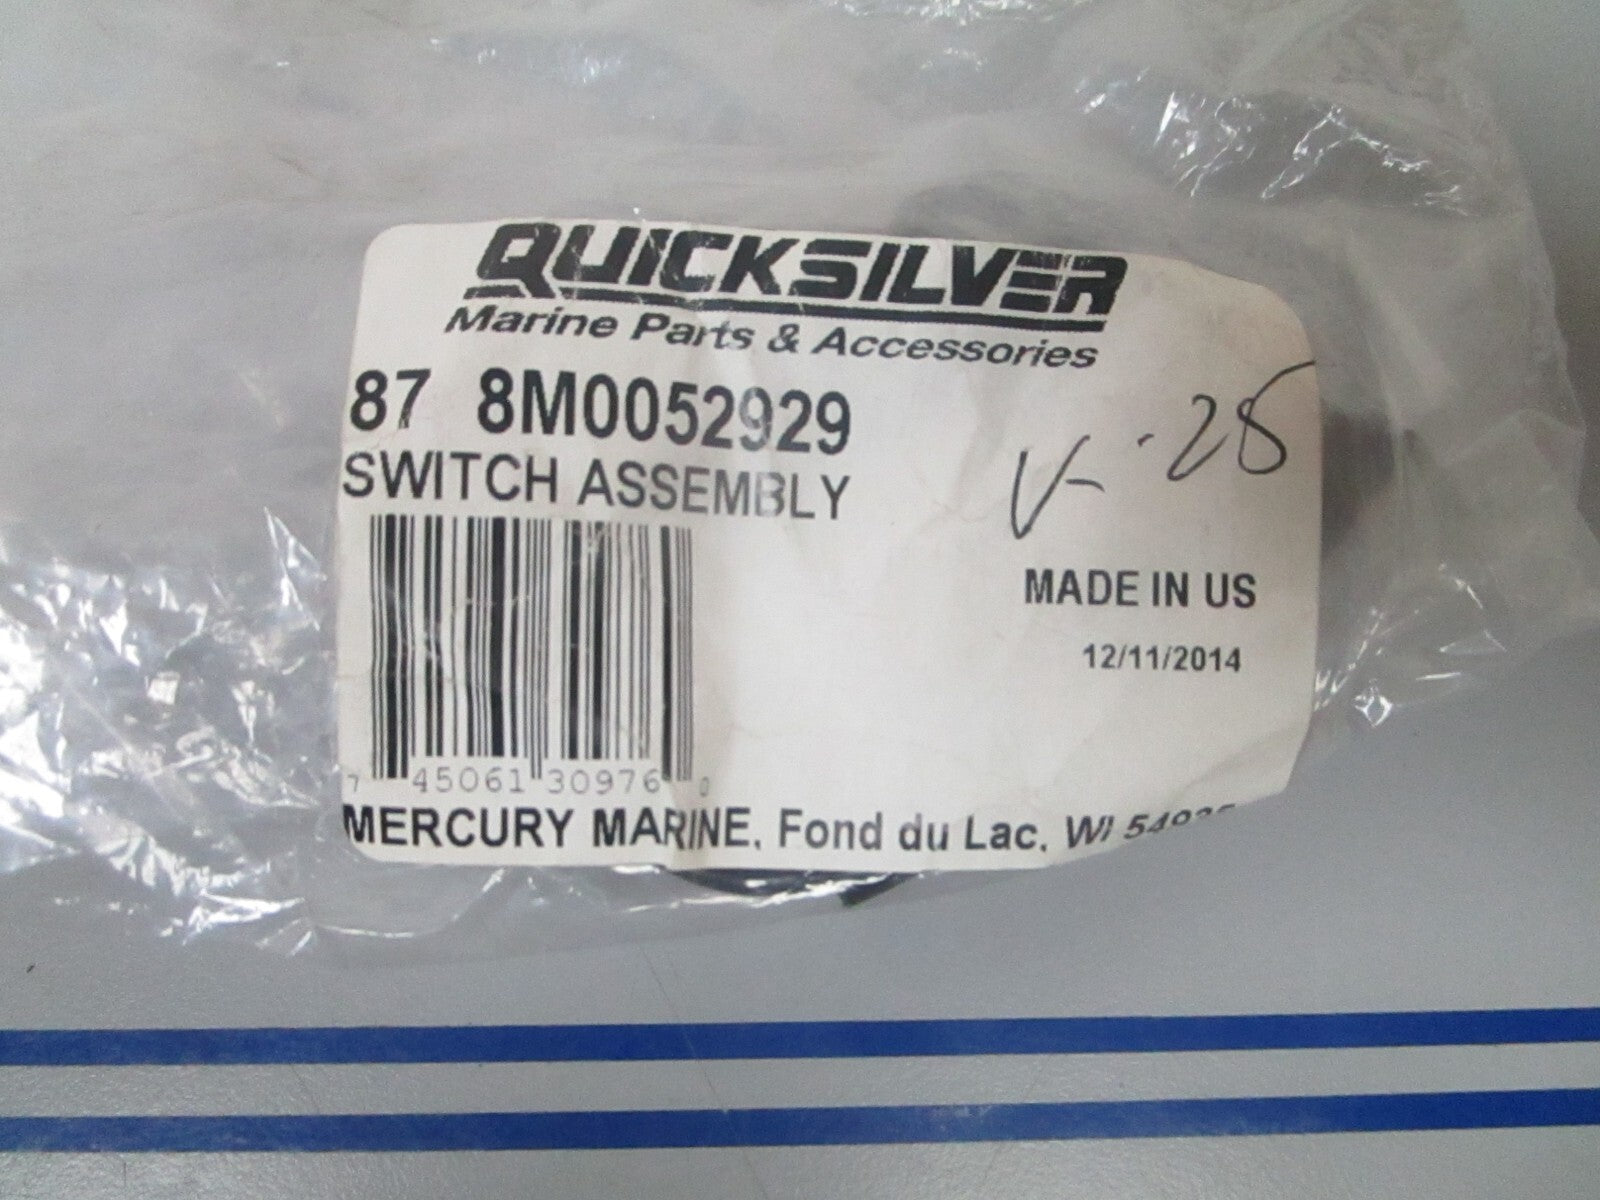 QUICKSILVER
Marine Parts & Accessories
87 8M0052929
SWITCH ASSEMBLY
V-28
MADE IN US
12/11/2014
7 45061 30976 0
MERCURY MARINE, Fond du Lac, WI